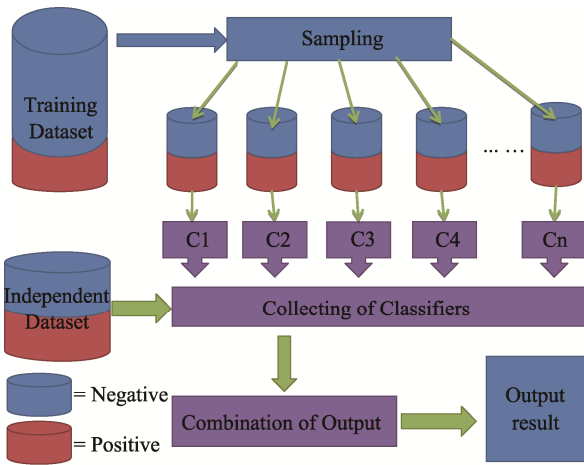 Sampling
Training
Dataset
... ...
C1
C2
C3
C4
Cn
Independent
Dataset
Collecting of Classifiers
= Negative
= Positive
Combination of Output
Output
result